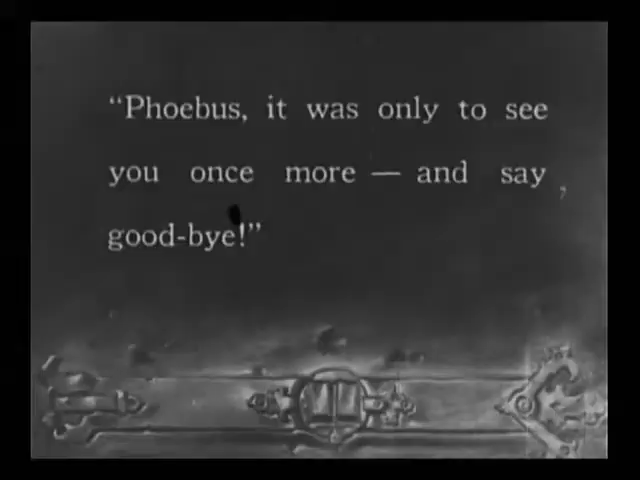 “Phoebus, it was only to see
you once more — and say
good-bye!”